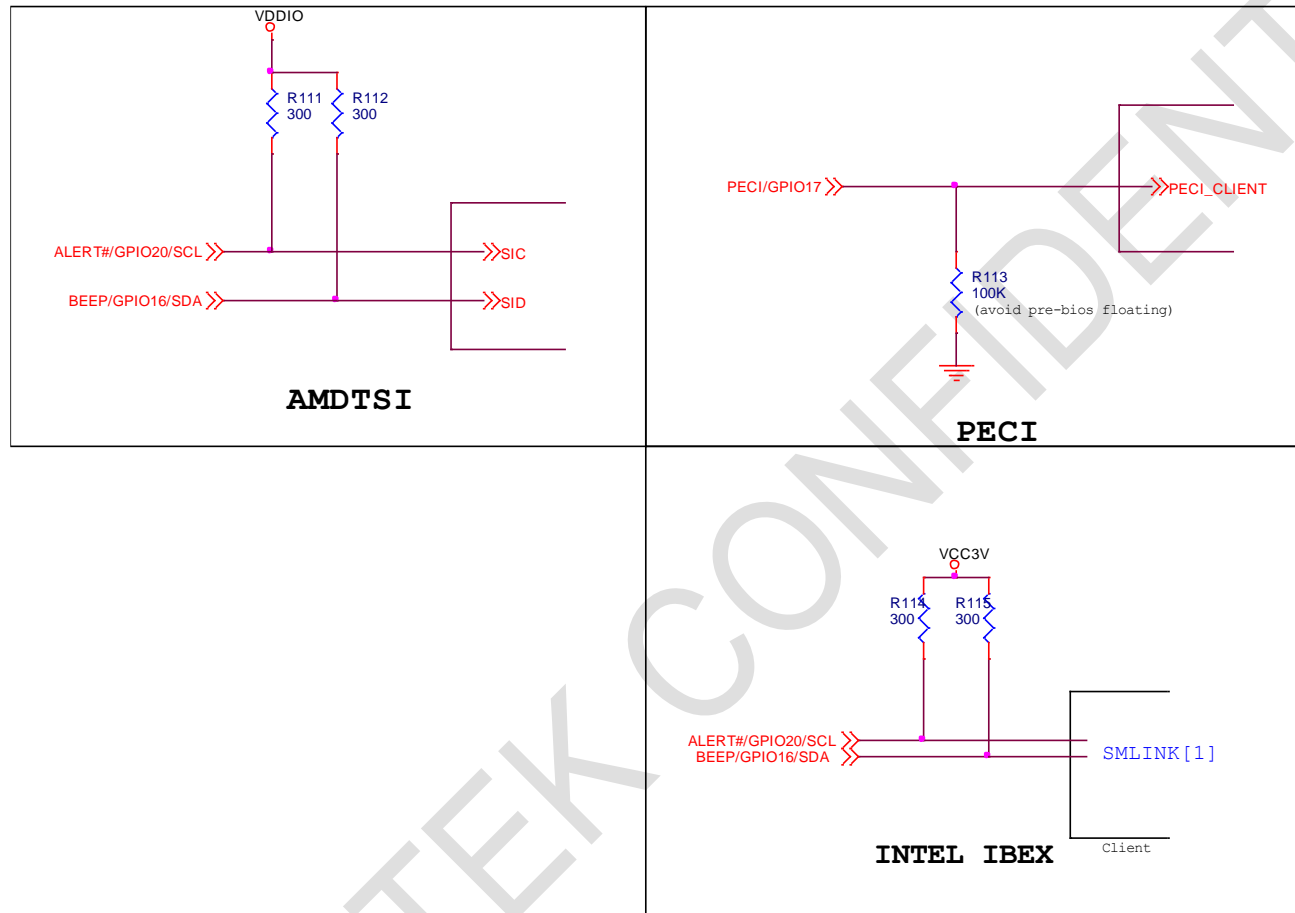 VDDIO
R111
300
R112
300
ALERT#/GPIO20/SCL
SIC
BEEP/GPIO16/SDA
SID
AMDTSI
PECI/GPIO17
PECI_CLIENT
R113
100K
(avoid pre-bios floating)
PECI
VCC3V
R114
300
R115
300
ALERT#/GPIO20/SCL
BEEP/GPIO16/SDA
SMLINK[1]
Client
INTEL IBEX
TEK CONFIDENT